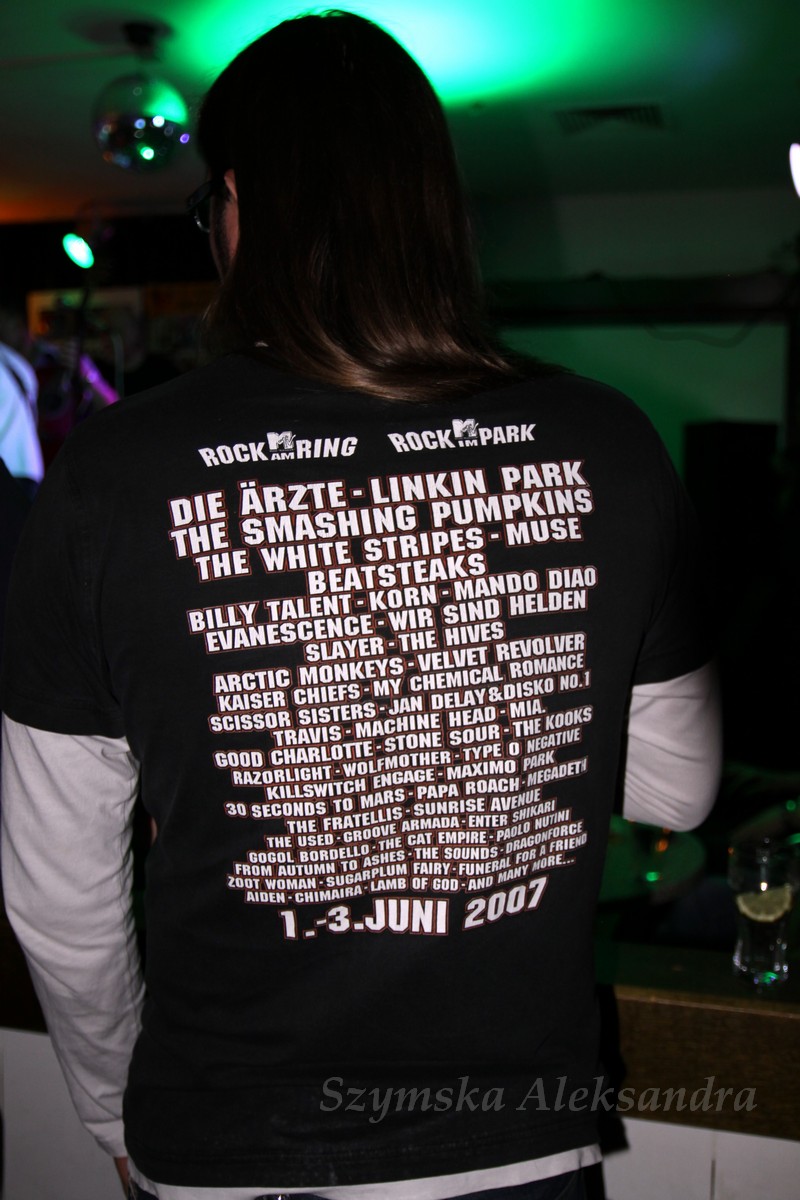 ROCK AM RING ROCK IM PARK
DIE ÄRZTE - LINKIN PARK
THE SMASHING PUMPKINS
THE WHITE STRIPES - MUSE
BEATSTEAKS
BILLY TALENT - KORN - MANDO DIAO
EVANESCENCE - WIR SIND HELDEN
SLAYER - THE HIVES
ARCTIC MONKEYS - VELVET REVOLVER
KAISER CHIEFS - MY CHEMICAL ROMANCE
SCISSOR SISTERS - JAN DELAY & DISKO NO.1
TRAVIS - MACHINE HEAD - MIA.
GOOD CHARLOTTE - STONE SOUR - THE KOOKS
RAZORLIGHT - WOLFMOTHER - TYPE O NEGATIVE
KILLSWITCH ENGAGE - MAXIMO PARK
30 SECONDS TO MARS - PAPA ROACH - MEGADETH
THE FRATELLIS - SUNRISE AVENUE
THE USED - GROOVE ARMADA - ENTER SHIKARI
GOGOL BORDELLO - THE CAT EMPIRE - PAOLO NUTINI
FROM AUTUMN TO ASHES - THE SOUNDS - DRAGONFORCE
ZOOT WOMAN - SUGARPLUM FAIRY - FUNERAL FOR A FRIEND
AIDEN - CHIMAIRA - LAMB OF GOD - AND MANY MORE...
1.-3.JUNI 2007
Szymska Aleksandra